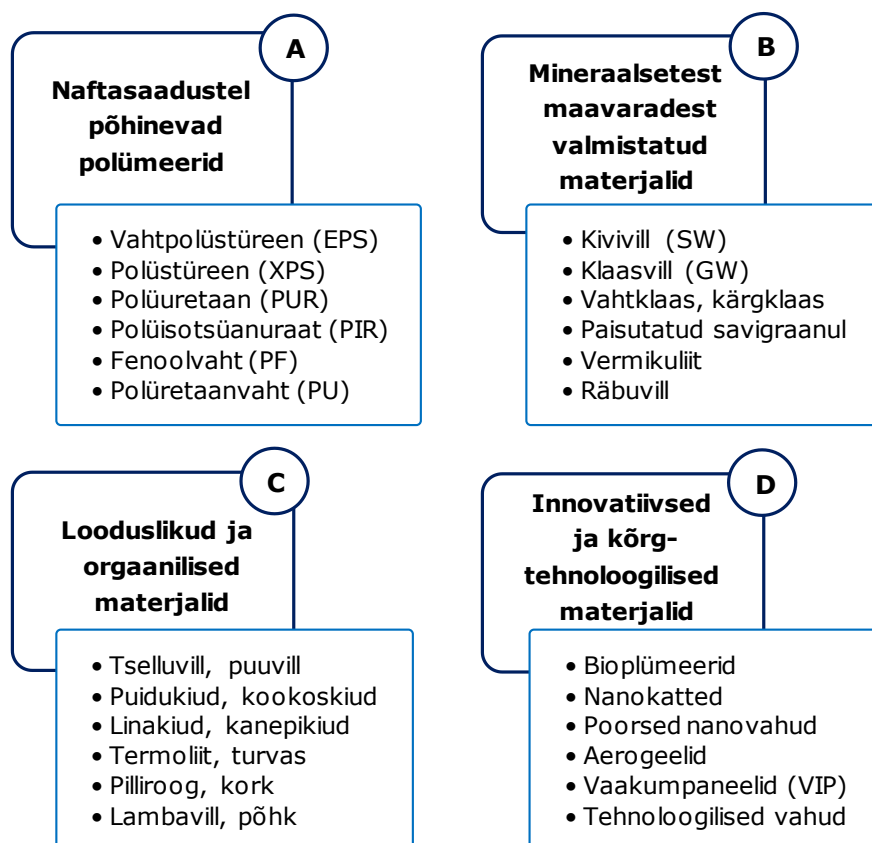 A
Naftasaadustel
põhinevad
polümeerid
• Vahtpolüstüreen (EPS)
• Polüstüreen (XPS)
• Polüuretaan (PUR)
• Polüisotsüanuraat (PIR)
• Fenoolvaht (PF)
• Polüretaanvaht (PU)
B
Mineraalsetest
maavaradest
valmistatud
materjalid
• Kivivill (SW)
• Klaasvill (GW)
• Vahtklaas, kärgklaas
• Paisutatud savigraanul
• Vermikuliit
• Räbuvill
C
Looduslikud ja
orgaanilised
materjalid
• Tselluvill, puuvill
• Puidukiud, kookoskiud
• Linakiud, kanepikiud
• Termoliit, turvas
• Pilliroog, kork
• Lambavill, põhk
D
Innovatiivsed
ja kõrg-
tehnoloogilised
materjalid
• Bioplümeerid
• Nanokatted
• Poorsed nanovahud
• Aerogeelid
• Vaakumpaneelid (VIP)
• Tehnoloogilised vahud